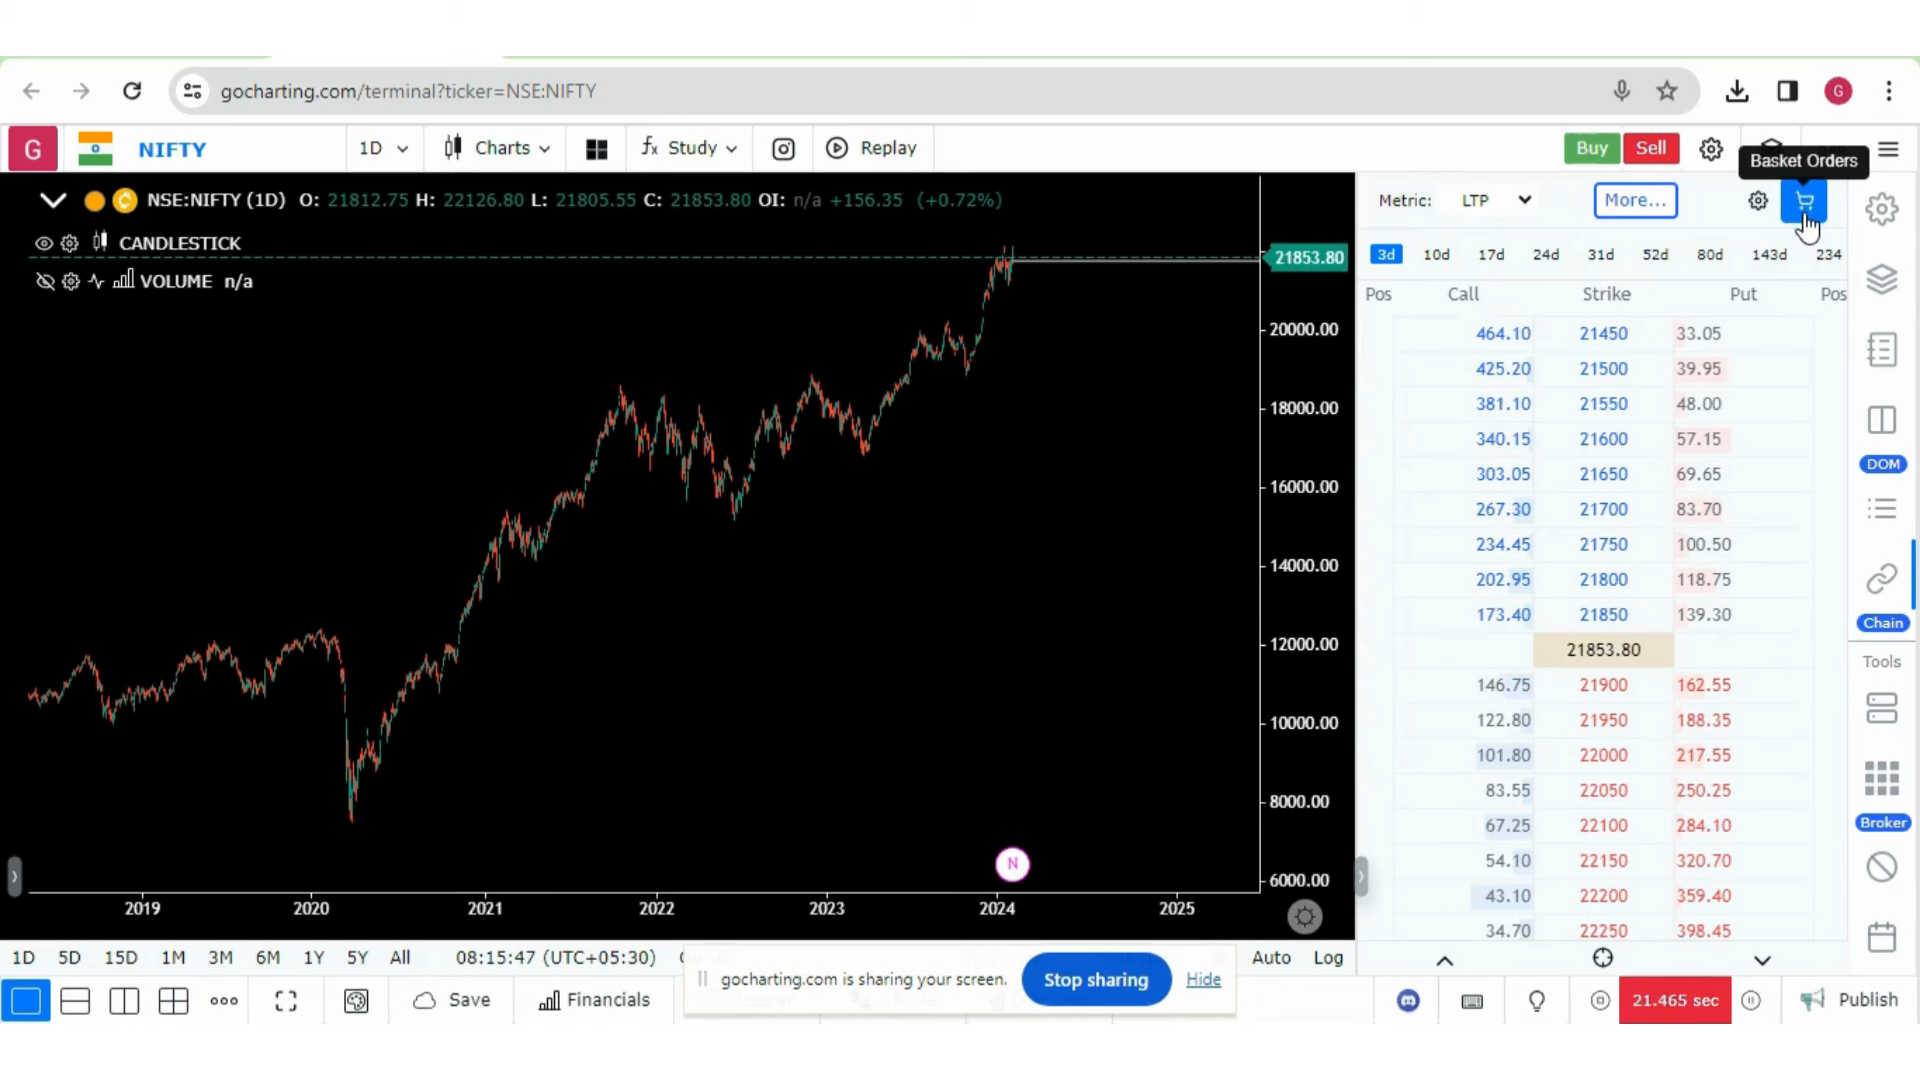 gocharting.com/terminal?ticker=NSE:NIFTY
G
G
NIFTY
1D
Charts
fx Study
Replay
Buy
Sell
Basket Orders
NSE:NIFTY (1D) O: 21812.75 H: 22126.80 L: 21805.55 C: 21853.80 OI: n/a +156.35 (+0.72%)
CANDLESTICK
VOLUME n/a
21853.80
20000.00
18000.00
16000.00
14000.00
12000.00
10000.00
8000.00
6000.00
N
2019 2020 2021 2022 2023 2024 2025
Metric: LTP More...
3d 10d 17d 24d 31d 52d 80d 143d 234
Pos Call Strike Put Pos
464.10 21450 33.05
425.20 21500 39.95
381.10 21550 48.00
340.15 21600 57.15
303.05 21650 69.65
267.30 21700 83.70
234.45 21750 100.50
202.95 21800 118.75
173.40 21850 139.30
21853.80
146.75 21900 162.55
122.80 21950 188.35
101.80 22000 217.55
83.55 22050 250.25
67.25 22100 284.10
54.10 22150 320.70
43.10 22200 359.40
34.70 22250 398.45
DOM
Chain
Tools
Broker
1D 5D 15D 1M 3M 6M 1Y 5Y All 08:15:47 (UTC+05:30) Auto Log
gocharting.com is sharing your screen. Stop sharing Hide
Save Financials 21.465 sec Publish